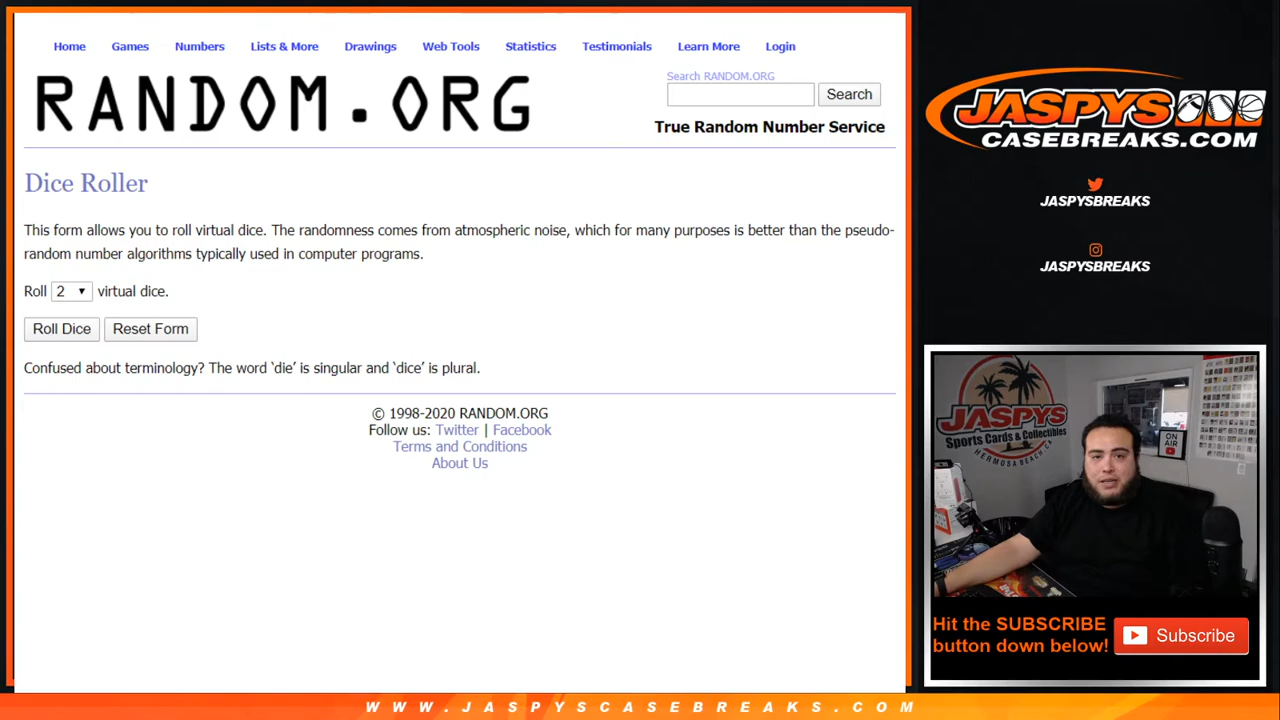 Home Games Numbers Lists & More Drawings Web Tools Statistics Testimonials Learn More Login
RANDOM.ORG
Search RANDOM.ORG
Search
True Random Number Service
Dice Roller
This form allows you to roll virtual dice. The randomness comes from atmospheric noise, which for many purposes is better than the pseudo-
random number algorithms typically used in computer programs.
Roll 2 virtual dice.
Roll Dice Reset Form
Confused about terminology? The word ‘die’ is singular and ‘dice’ is plural.
© 1998-2020 RANDOM.ORG
Follow us: Twitter | Facebook
Terms and Conditions
About Us
JASPYS
CASEBREAKS.COM
JASPYSBREAKS
JASPYSBREAKS
JASPYS
Sports Cards & Collectibles
HERMOSA BEACH, CA
ON
AIR
Hit the SUBSCRIBE
button down below!
Subscribe
WWW.JASPYSCASEBREAKS.COM